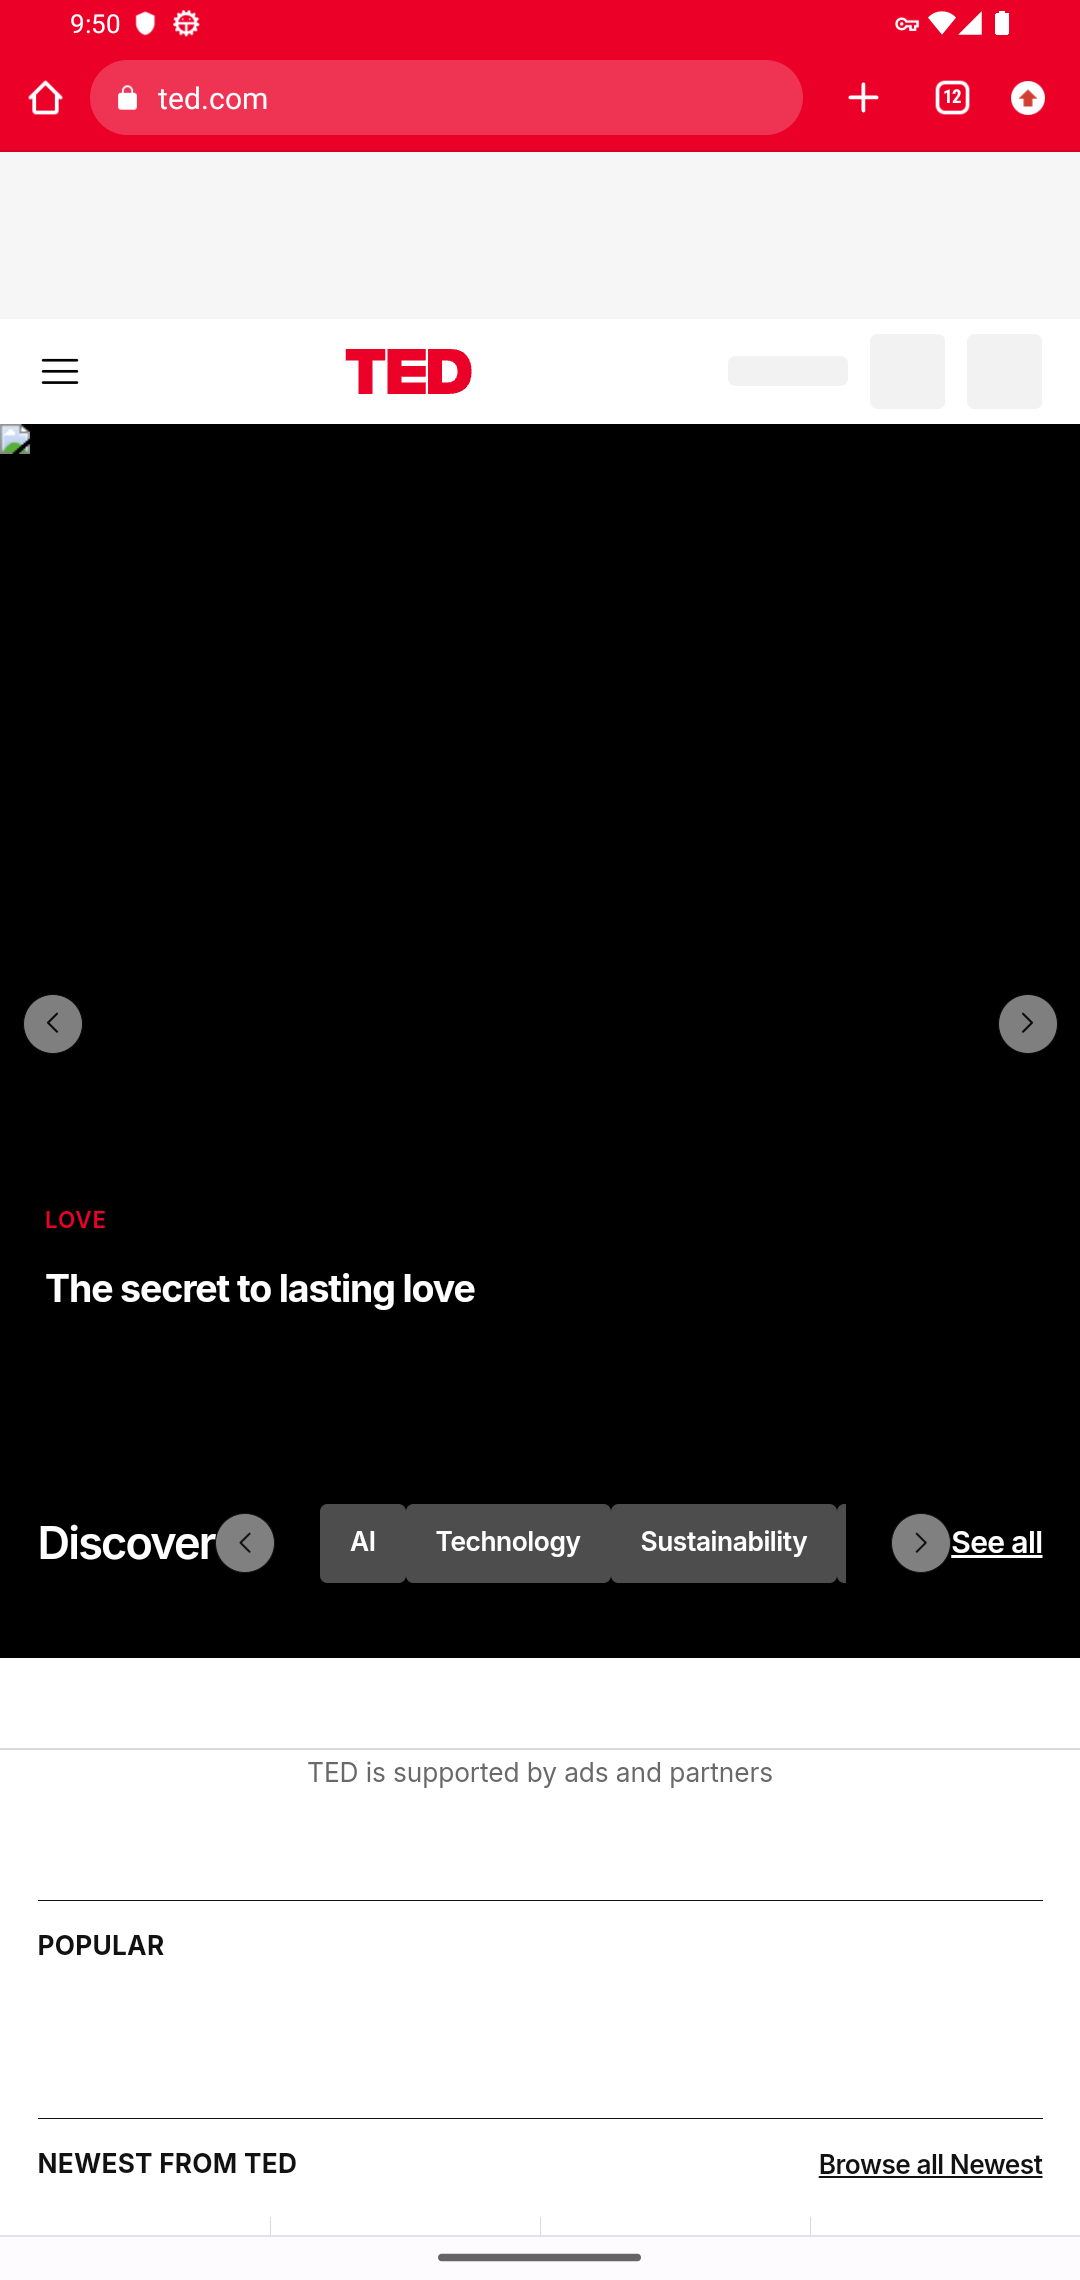 9:50
ted.com
12
TED
LOVE
The secret to lasting love
Discover
AI
Technology
Sustainability
See all
TED is supported by ads and partners
POPULAR
NEWEST FROM TED
Browse all Newest